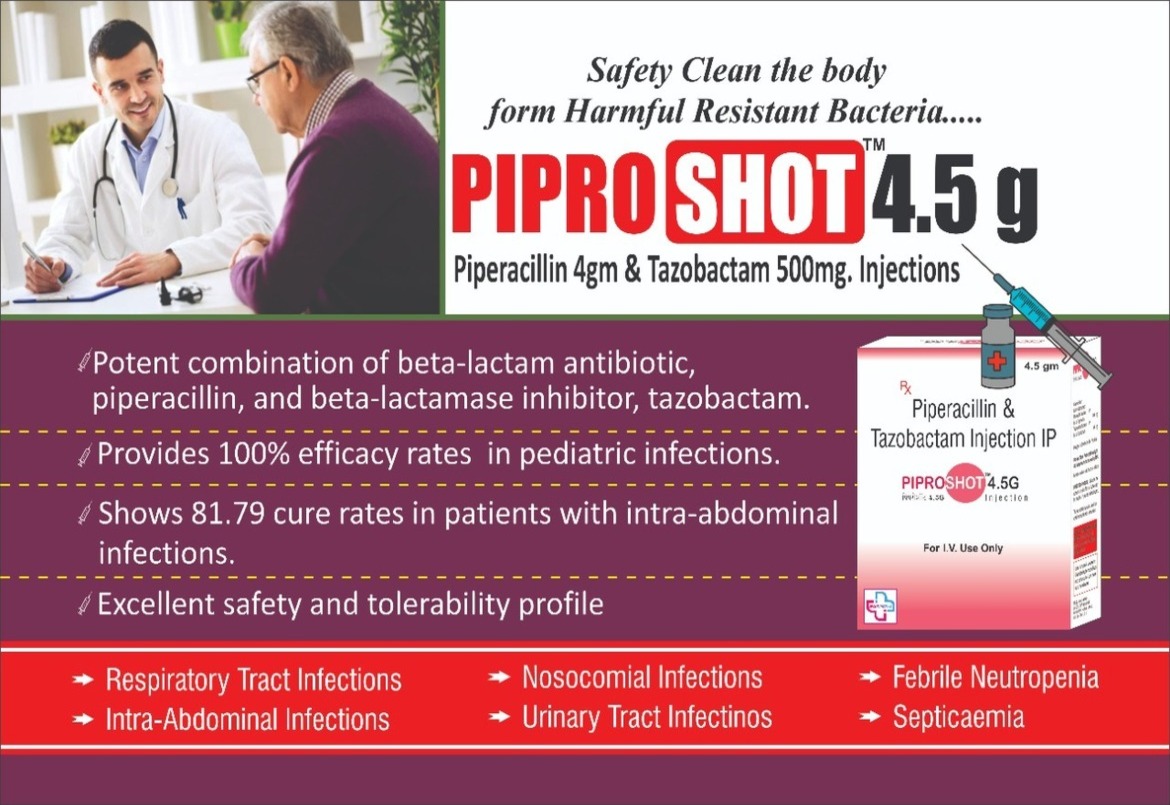 Safety Clean the body
form Harmful Resistant Bacteria.....
PIPRO SHOT™ 4.5 g
Piperacillin 4gm & Tazobactam 500mg. Injections
Potent combination of beta-lactam antibiotic,
piperacillin, and beta-lactamase inhibitor, tazobactam.
Provides 100% efficacy rates in pediatric infections.
Shows 81.79 cure rates in patients with intra-abdominal
infections.
Excellent safety and tolerability profile
4.5 gm
Rx
Piperacillin &
Tazobactam Injection IP
PIPROSHOT™ 4.5G
Injection
For I.V. Use Only
Respiratory Tract Infections
Nosocomial Infections
Febrile Neutropenia
Intra-Abdominal Infections
Urinary Tract Infectinos
Septicaemia